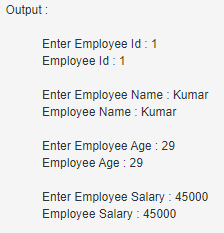 Output :
Enter Employee Id : 1
Employee Id : 1
Enter Employee Name : Kumar
Employee Name : Kumar
Enter Employee Age : 29
Employee Age : 29
Enter Employee Salary : 45000
Employee Salary : 45000